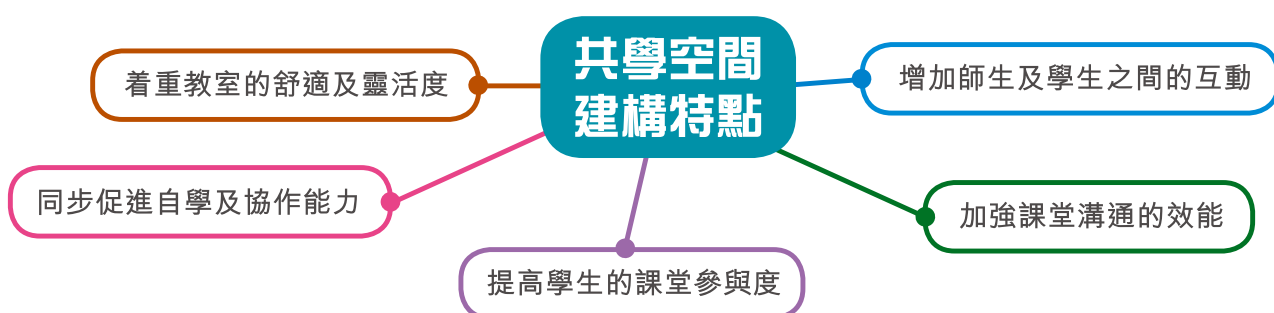 共學空間
建構特點
着重教室的舒適及靈活度
增加師生及學生之間的互動
同步促進自學及協作能力
加強課堂溝通的效能
提高學生的課堂參與度